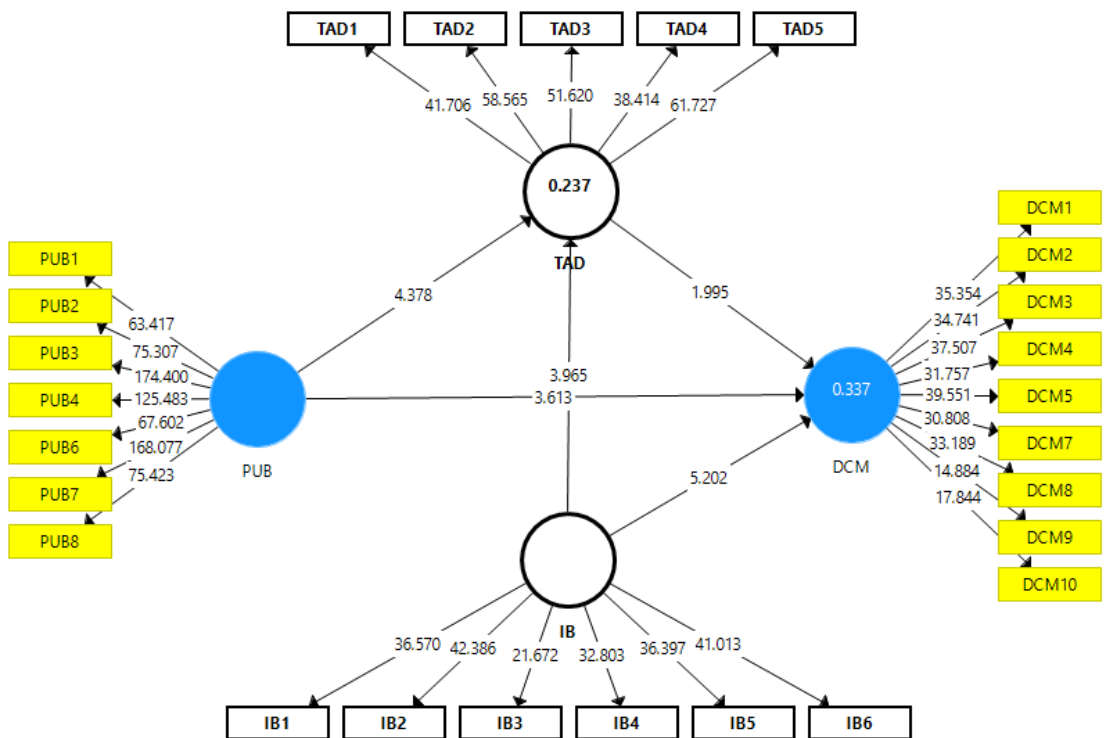 TAD1 TAD2 TAD3 TAD4 TAD5
41.706 58.565 51.620 38.414 61.727
0.237
TAD
PUB1
PUB2
PUB3
PUB4
PUB6
PUB7
PUB8
63.417
75.307
174.400
125.483
67.602
168.077
75.423
PUB
4.378
1.995
3.965
3.613
5.202
0.337
DCM
35.354
34.741
37.507
31.757
39.551
30.808
33.189
14.884
17.844
DCM1
DCM2
DCM3
DCM4
DCM5
DCM7
DCM8
DCM9
DCM10
IB
36.570 42.386 21.672 32.803 36.397 41.013
IB1 IB2 IB3 IB4 IB5 IB6